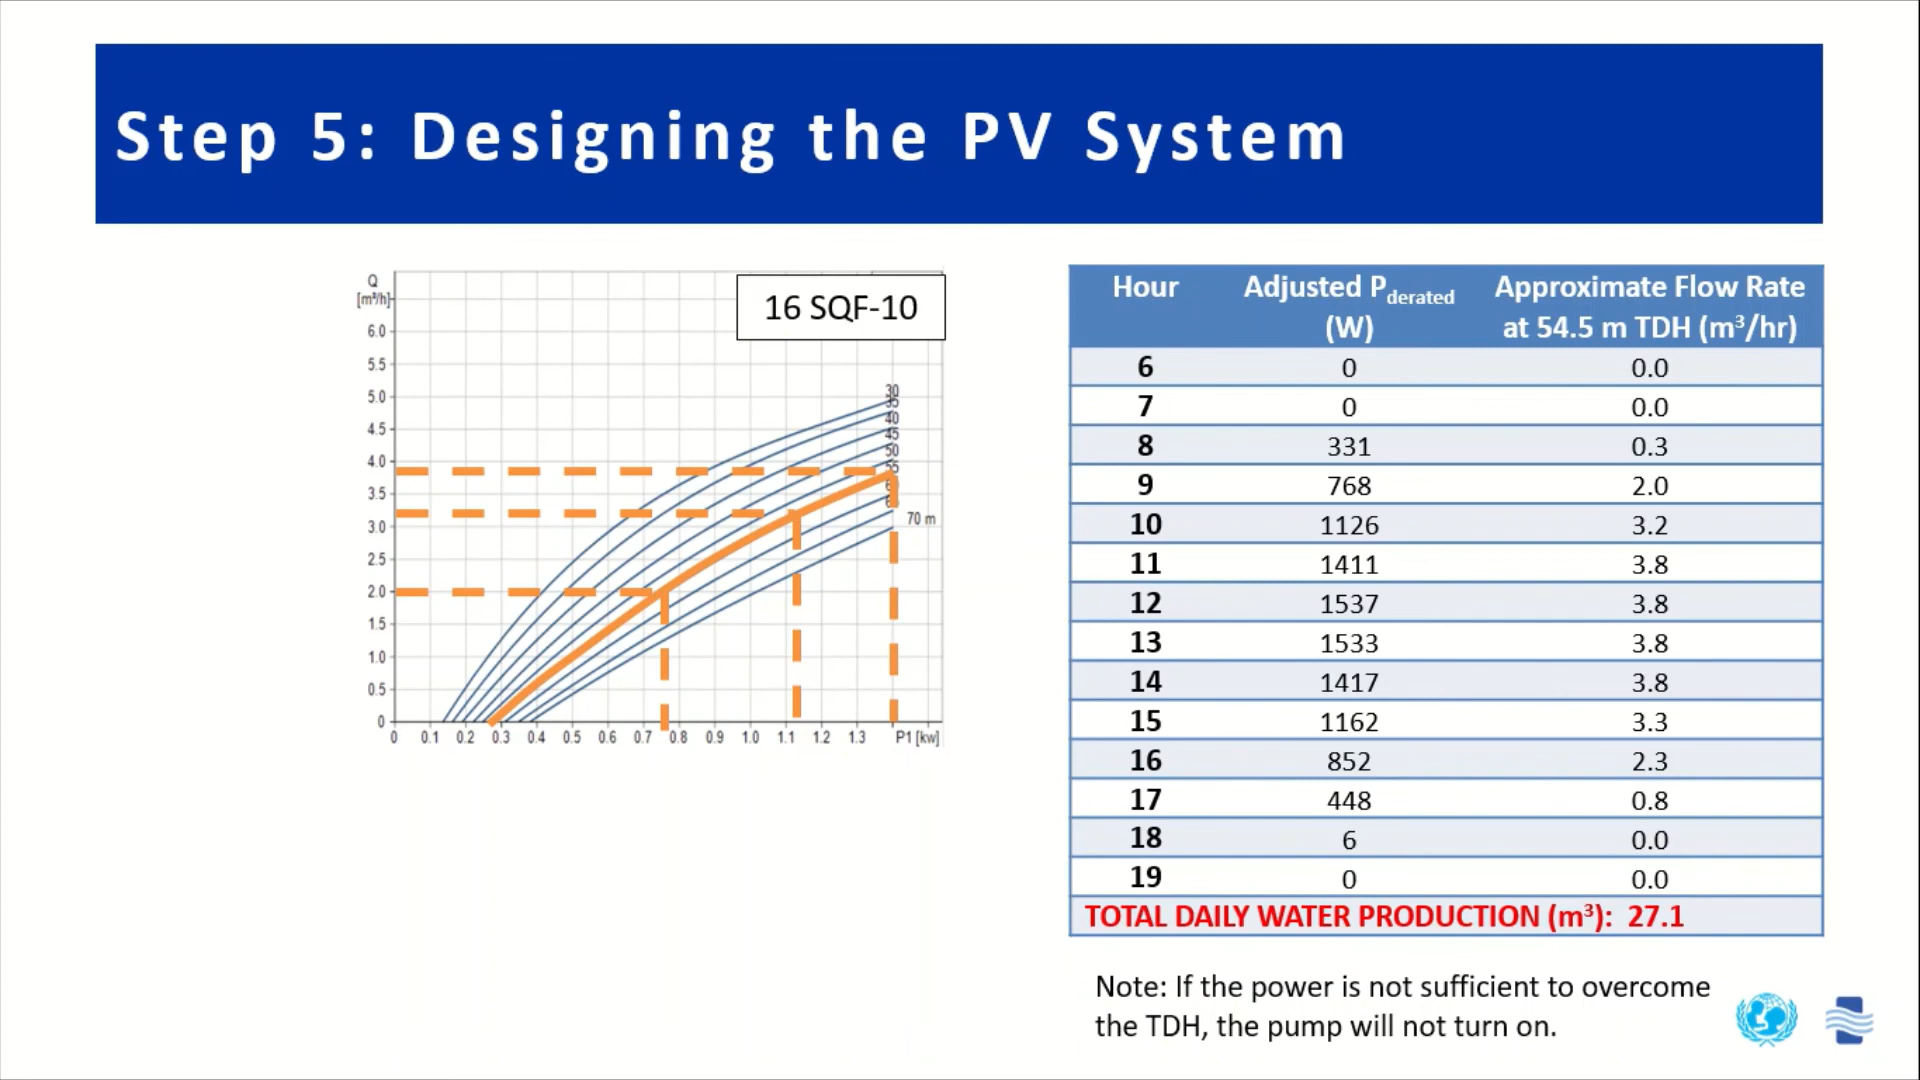 Step 5: Designing the PV System
Q
[m³/h]
16 SQF-10
6.0
5.5
5.0
4.5
4.0
3.5
3.0
2.5
2.0
1.5
1.0
0.5
0
30
40
45
50
70 m
0 0.1 0.2 0.3 0.4 0.5 0.6 0.7 0.8 0.9 1.0 1.1 1.2 1.3 P1 [kw]
Hour Adjusted Pderated (W) Approximate Flow Rate at 54.5 m TDH (m³/hr)
6 0 0.0
7 0 0.0
8 331 0.3
9 768 2.0
10 1126 3.2
11 1411 3.8
12 1537 3.8
13 1533 3.8
14 1417 3.8
15 1162 3.3
16 852 2.3
17 448 0.8
18 6 0.0
19 0 0.0
TOTAL DAILY WATER PRODUCTION (m³): 27.1
Note: If the power is not sufficient to overcome
the TDH, the pump will not turn on.